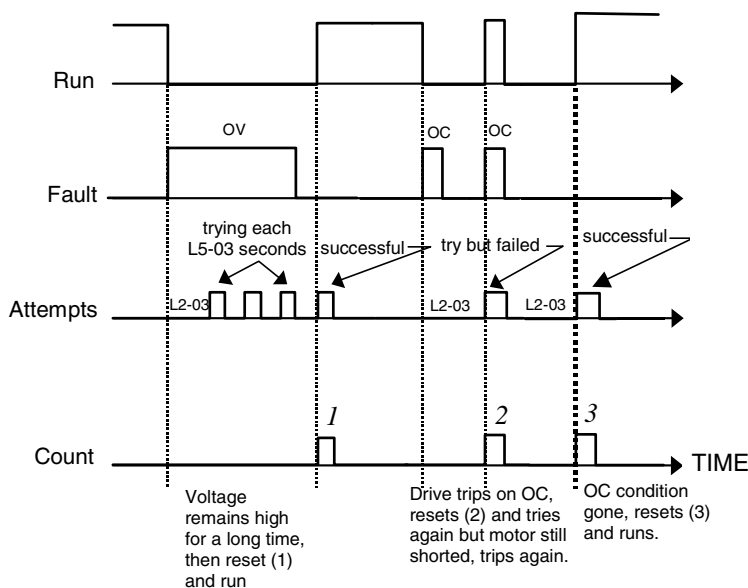 Run
OV
OC
OC
Fault
trying each
L5-03 seconds
successful
try but failed
successful
L2-03
L2-03
L2-03
Attempts
1
2
3
Count
TIME
Voltage
remains high
for a long time,
then reset (1)
and run
Drive trips on OC,
resets (2) and tries
again but motor still
shorted, trips again.
OC condition
gone, resets (3)
and runs.